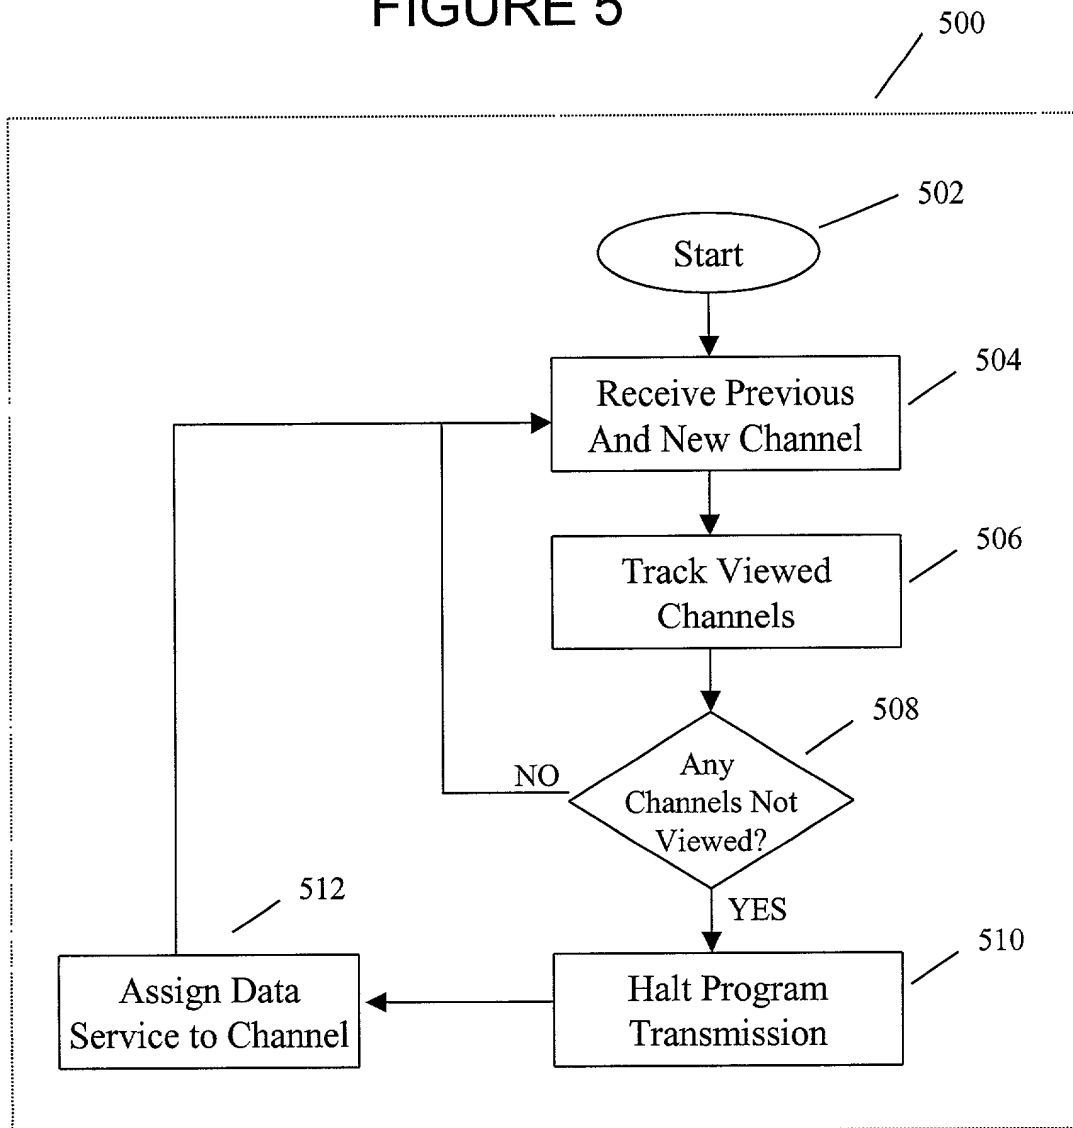 FIGURE 5
500
502
Start
504
Receive Previous
And New Channel
506
Track Viewed
Channels
508
Any
Channels Not
Viewed?
NO
YES
510
Halt Program
Transmission
512
Assign Data
Service to Channel